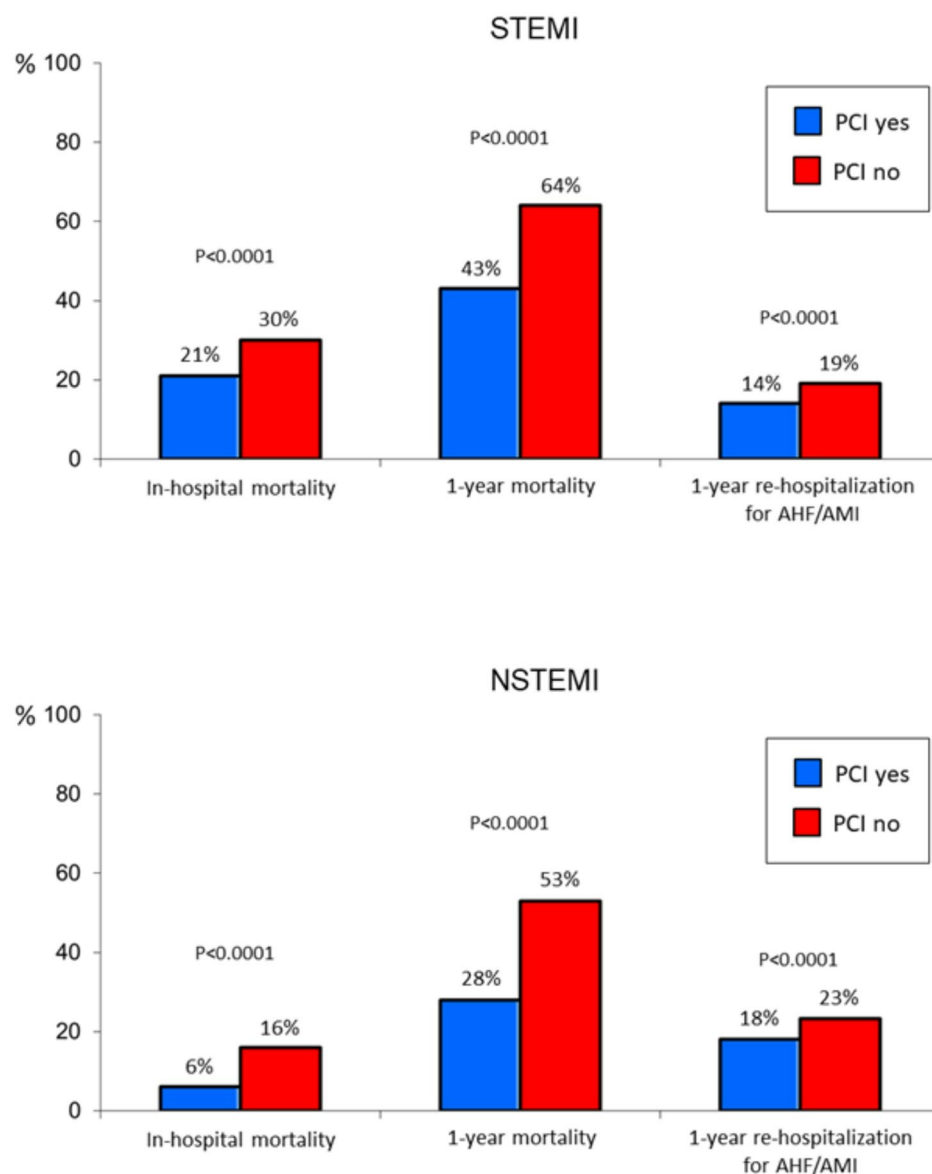 STEMI
% 100
80
60
40
20
0
PCI yes
PCI no
P<0.0001
21%
30%
P<0.0001
43%
64%
P<0.0001
14%
19%
In-hospital mortality
1-year mortality
1-year re-hospitalization
for AHF/AMI
NSTEMI
% 100
80
60
40
20
0
PCI yes
PCI no
P<0.0001
6%
16%
P<0.0001
28%
53%
P<0.0001
18%
23%
In-hospital mortality
1-year mortality
1-year re-hospitalization
for AHF/AMI